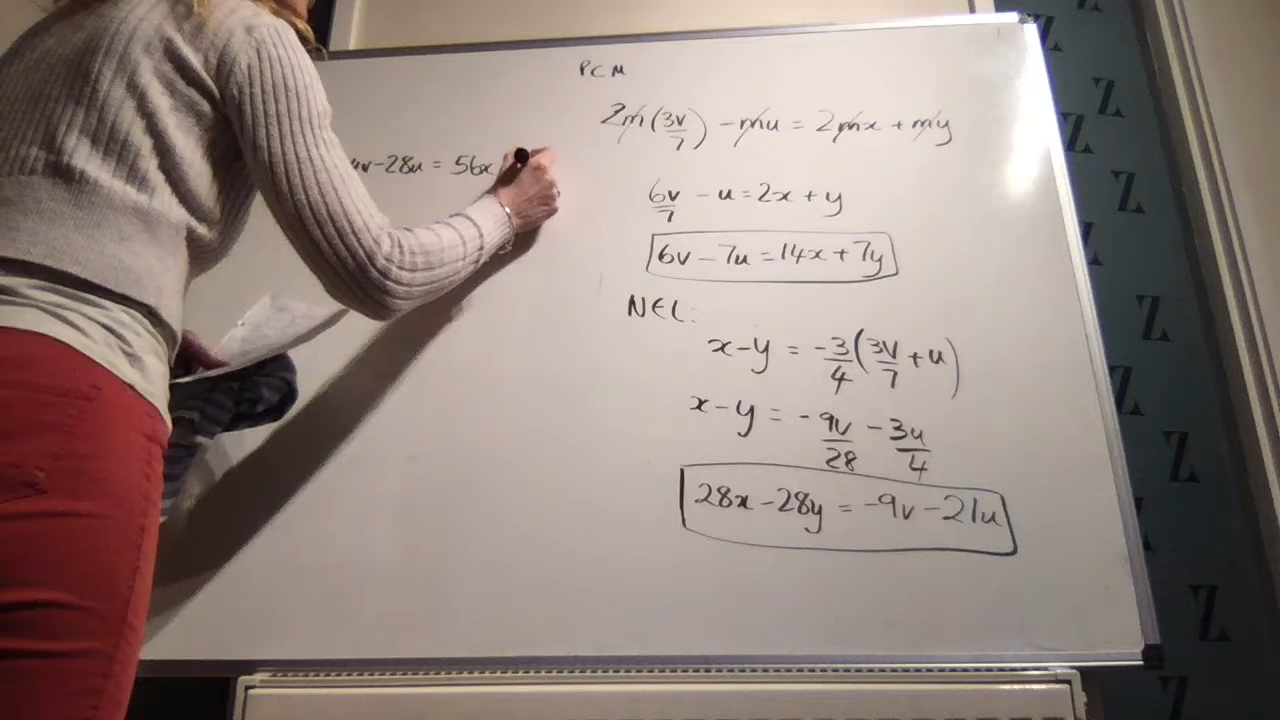 PCM
2m(3v/7) - mu = 2mx + my
v-28u = 56x
6v/7 - u = 2x + y
6v - 7u = 14x + 7y
NEL:
x-y = -3/4(3v/7 + u)
x-y = -9v/28 - 3u/4
28x - 28y = -9v - 21u
Z
Z
Z
Z
Z
Z
Z
Z
Z